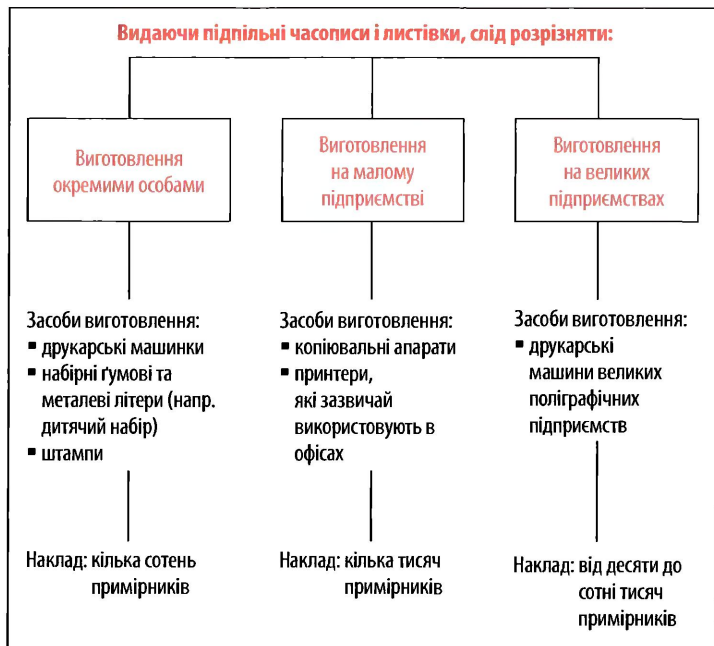 Видаючи підпільні часописи і листівки, слід розрізняти:
Виготовлення
окремими особами
Засоби виготовлення:
▪ друкарські машинки
▪ набірні ґумові та
металеві літери (напр.
дитячий набір)
▪ штампи
Наклад: кілька сотень
примірників
Виготовлення
на малому
підприємстві
Засоби виготовлення:
▪ копіювальні апарати
▪ принтери,
які зазвичай
використовують в
офісах
Наклад: кілька тисяч
примірників
Виготовлення
на великих
підприємствах
Засоби виготовлення:
▪ друкарські
машини великих
поліграфічних
підприємств
Наклад: від десяти до
сотні тисяч
примірників